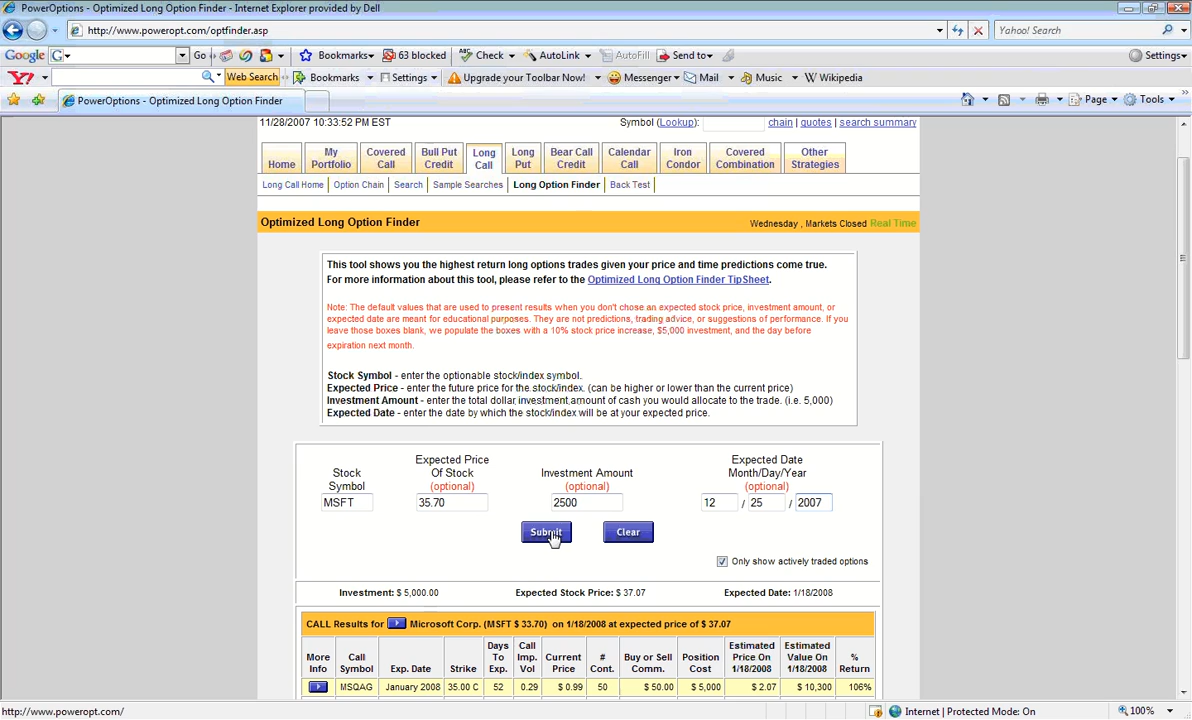 PowerOptions - Optimized Long Option Finder - Internet Explorer provided by Dell
http://www.poweropt.com/optfinder.asp
Yahoo! Search
Google G Go Bookmarks 63 blocked Check AutoLink AutoFill Send to Settings
Y! Web Search Bookmarks Settings Upgrade your Toolbar Now! Messenger Mail Music Wikipedia
PowerOptions - Optimized Long Option Finder
Page Tools
11/28/2007 10:33:52 PM EST Symbol (Lookup): chain | quotes | search summary
Home
My Portfolio
Covered Call
Bull Put Credit
Long Call
Long Put
Bear Call Credit
Calendar Call
Iron Condor
Covered Combination
Other Strategies
Long Call Home | Option Chain | Search | Sample Searches | Long Option Finder | Back Test |
Optimized Long Option Finder Wednesday , Markets Closed Real Time
This tool shows you the highest return long options trades given your price and time predictions come true.
For more information about this tool, please refer to the Optimized Long Option Finder TipSheet.
Note: The default values that are used to present results when you don't chose an expected stock price, investment amount, or
expected date are meant for educational purposes. They are not predictions, trading advice, or suggestions of performance. If you
leave those boxes blank, we populate the boxes with a 10% stock price increase, $5,000 investment, and the day before
expiration next month.
Stock Symbol - enter the optionable stock/index symbol.
Expected Price - enter the future price for the stock/index. (can be higher or lower than the current price)
Investment Amount - enter the total dollar investment amount of cash you would allocate to the trade. (i.e. 5,000)
Expected Date - enter the date by which the stock/index will be at your expected price.
Stock Symbol
Expected Price Of Stock (optional)
Investment Amount (optional)
Expected Date Month/Day/Year (optional)
MSFT 35.70 2500 12 / 25 / 2007
Submit Clear
Only show actively traded options
Investment: $ 5,000.00 Expected Stock Price: $ 37.07 Expected Date: 1/18/2008
CALL Results for Microsoft Corp. (MSFT $ 33.70) on 1/18/2008 at expected price of $ 37.07
More Info
Call Symbol
Exp. Date
Strike
Days To Exp.
Call Imp. Vol
Current Price
# Cont.
Buy or Sell Comm.
Position Cost
Estimated Price On 1/18/2008
Estimated Value On 1/18/2008
% Return
MSQAG January 2008 35.00 C 52 0.29 $ 0.99 50 $ 50.00 $ 5,000 $ 2.07 $ 10,300 106%
http://www.poweropt.com/ Internet | Protected Mode: On 100%